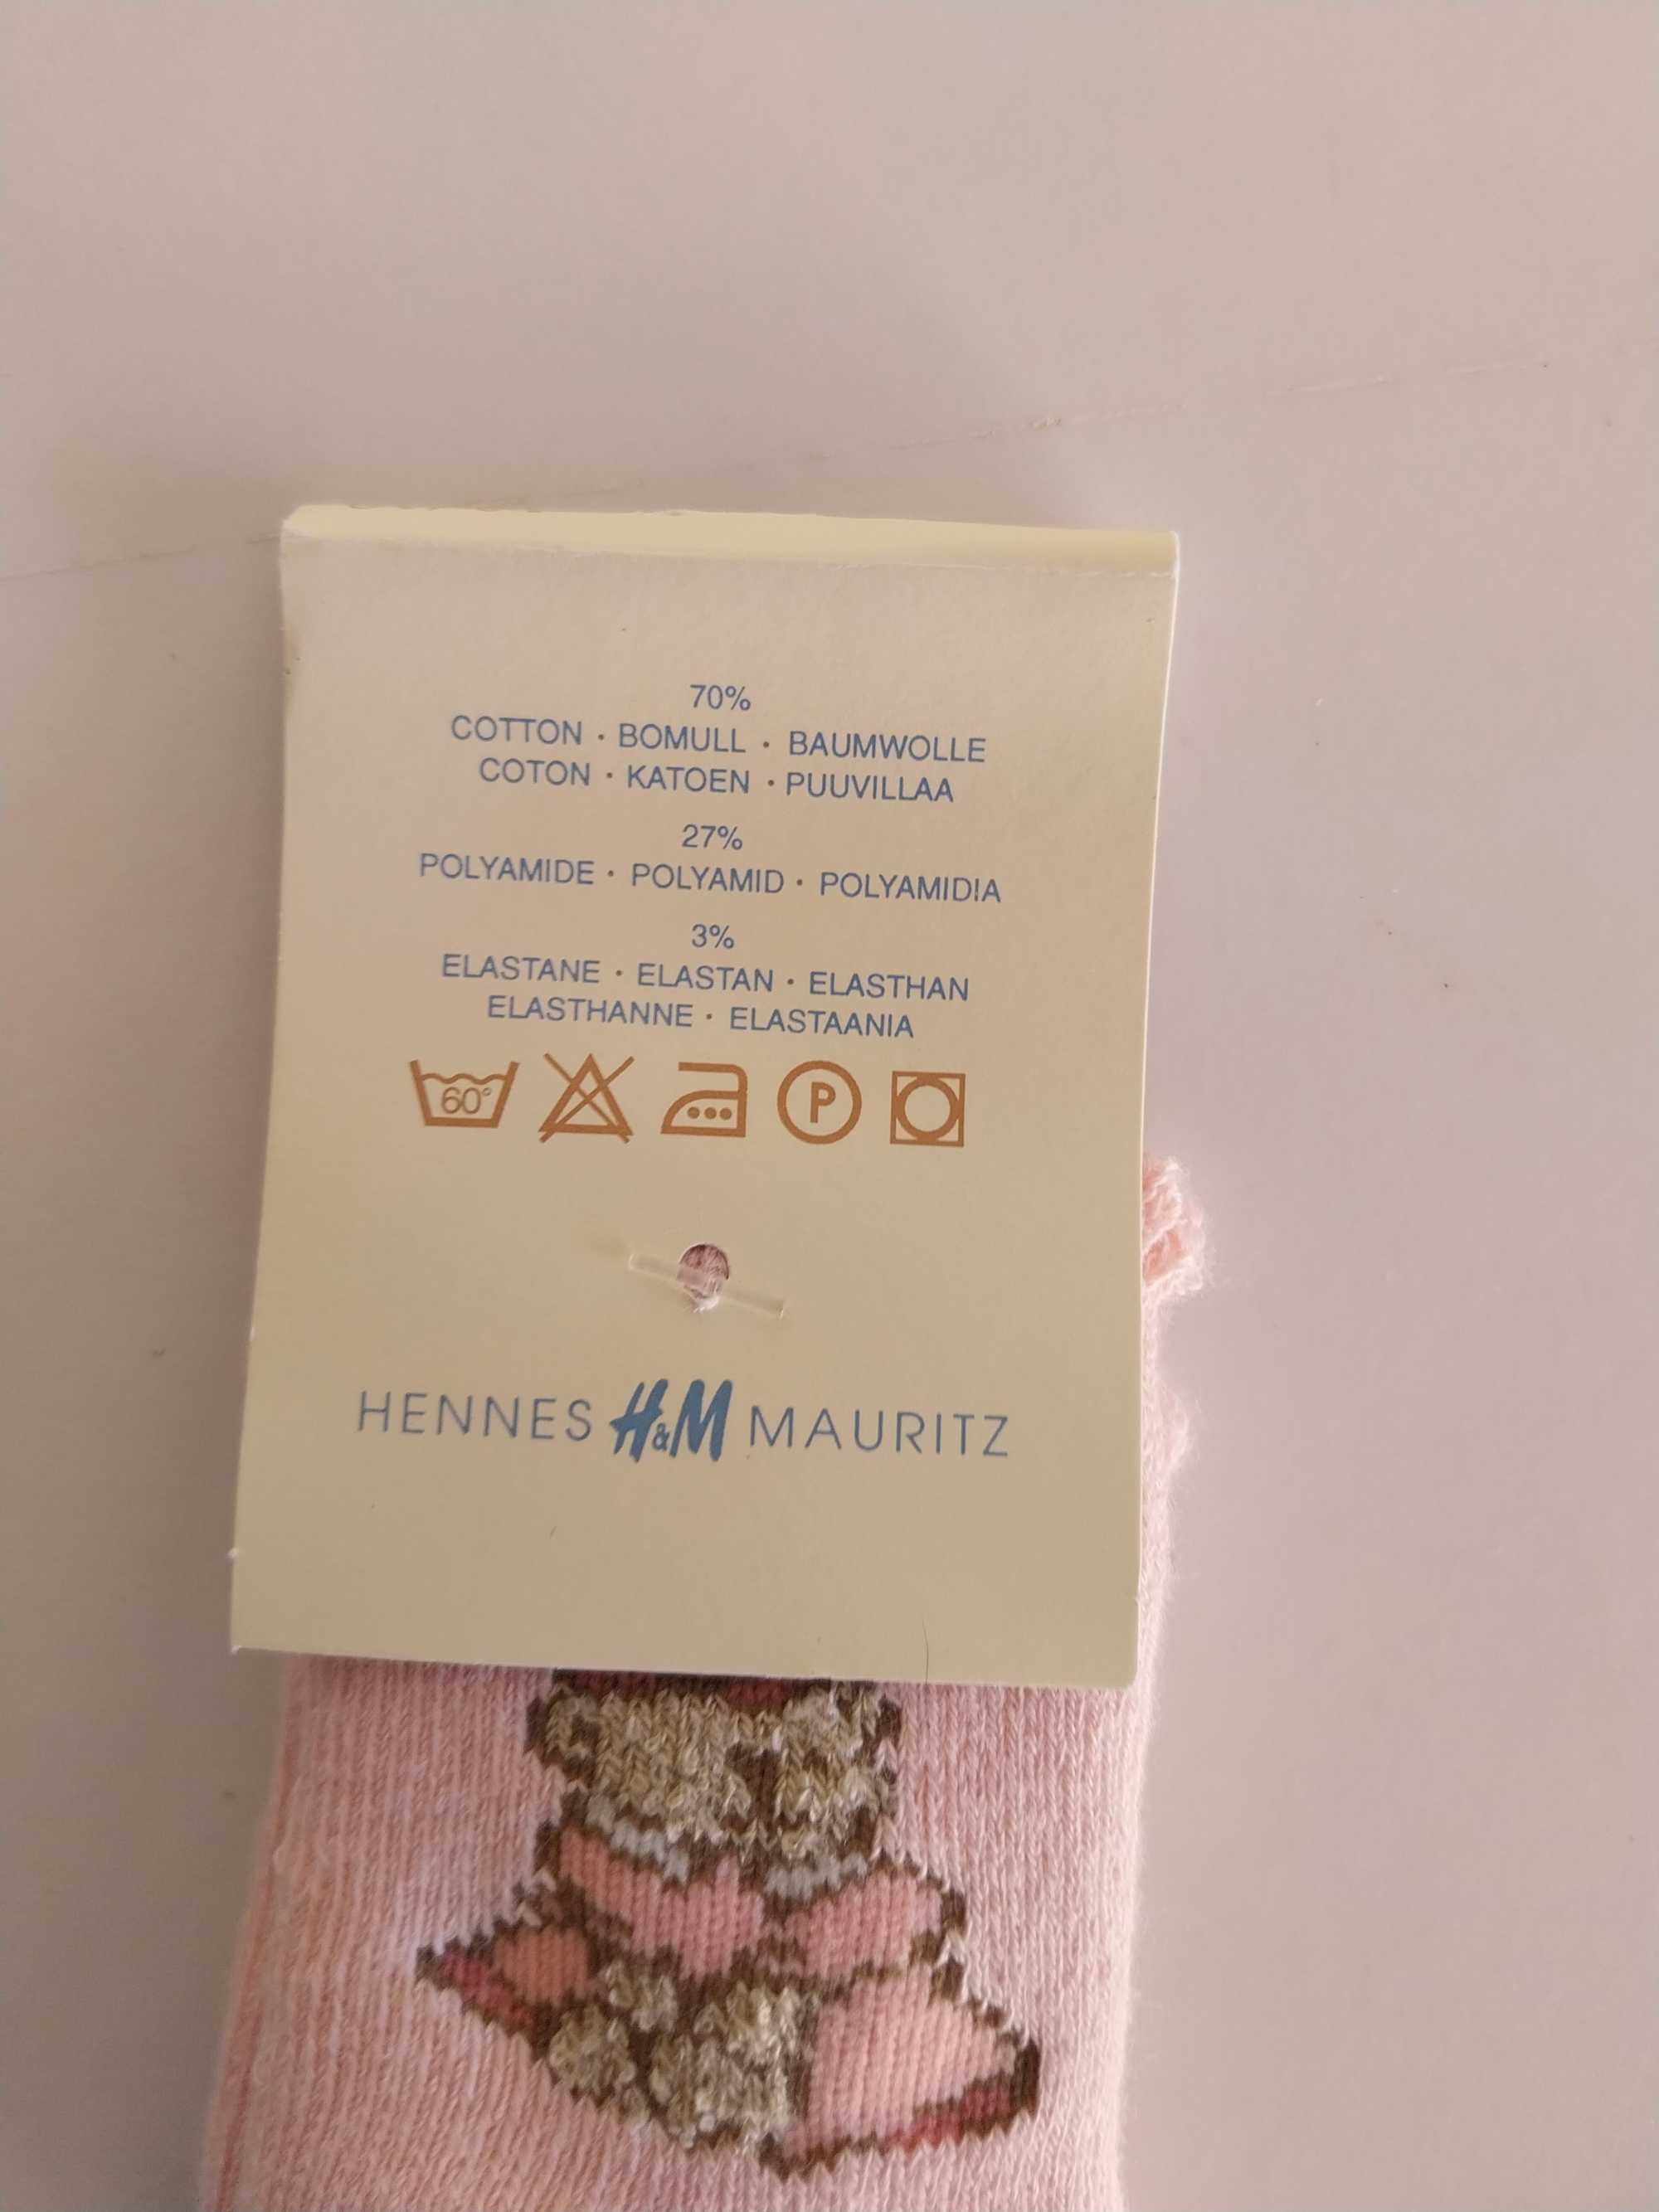 70%
COTTON · BOMULL · BAUMWOLLE
COTON · KATOEN · PUUVILLAA
27%
POLYAMIDE · POLYAMID · POLYAMIDIA
3%
ELASTANE · ELASTAN · ELASTHAN
ELASTHANNE · ELASTAANIA
60° P
HENNES H&M MAURITZ